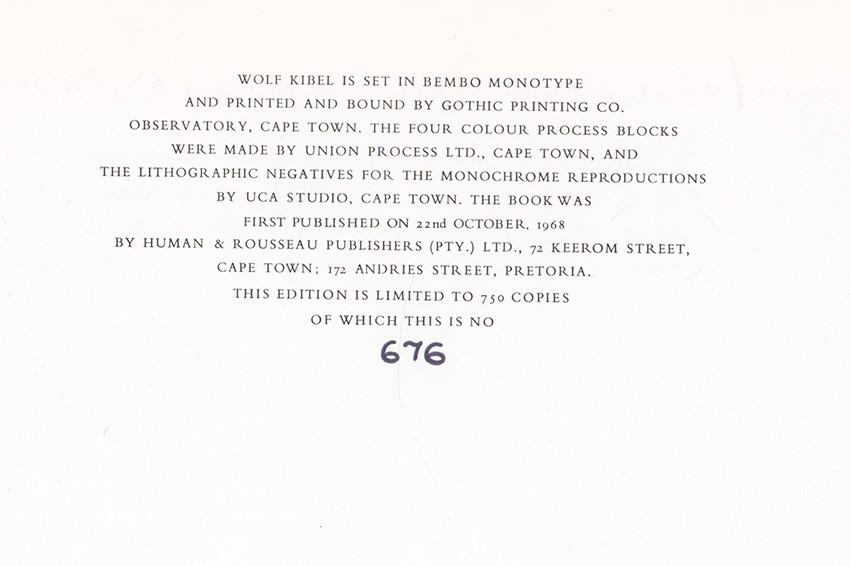 WOLF KIBEL IS SET IN BEMBO MONOTYPE
AND PRINTED AND BOUND BY GOTHIC PRINTING CO.
OBSERVATORY, CAPE TOWN. THE FOUR COLOUR PROCESS BLOCKS
WERE MADE BY UNION PROCESS LTD., CAPE TOWN, AND
THE LITHOGRAPHIC NEGATIVES FOR THE MONOCHROME REPRODUCTIONS
BY UCA STUDIO, CAPE TOWN. THE BOOK WAS
FIRST PUBLISHED ON 22nd OCTOBER, 1968
BY HUMAN & ROUSSEAU PUBLISHERS (PTY.) LTD., 72 KEEROM STREET,
CAPE TOWN; 172 ANDRIES STREET, PRETORIA.
THIS EDITION IS LIMITED TO 750 COPIES
OF WHICH THIS IS NO
676